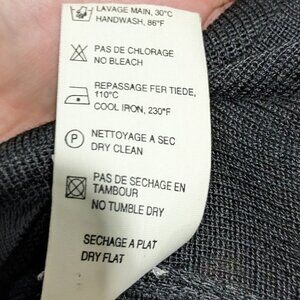 LAVAGE MAIN, 30°C
HANDWASH, 86°F
PAS DE CHLORAGE
NO BLEACH
REPASSAGE FER TIEDE,
110°C
COOL IRON, 230°F
P
NETTOYAGE A SEC
DRY CLEAN
PAS DE SECHAGE EN
TAMBOUR
NO TUMBLE DRY
SECHAGE A PLAT
DRY FLAT